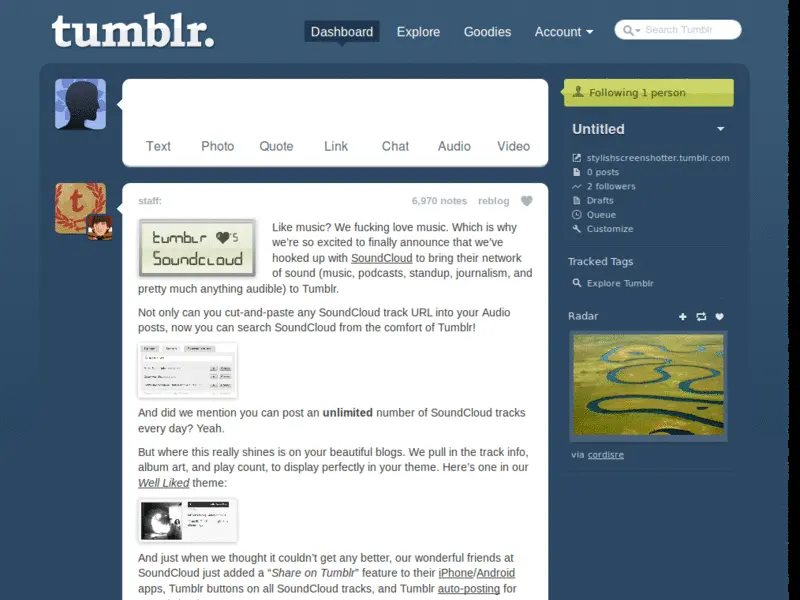 tumblr.
Dashboard Explore Goodies Account Search Tumblr
Text Photo Quote Link Chat Audio Video
staff: 6,970 notes reblog
tumblr ♥'s
Soundcloud
Like music? We fucking love music. Which is why
we're so excited to finally announce that we've
hooked up with SoundCloud to bring their network
of sound (music, podcasts, standup, journalism, and
pretty much anything audible) to Tumblr.
Not only can you cut-and-paste any SoundCloud track URL into your Audio
posts, now you can search SoundCloud from the comfort of Tumblr!
And did we mention you can post an unlimited number of SoundCloud tracks
every day? Yeah.
But where this really shines is on your beautiful blogs. We pull in the track info,
album art, and play count, to display perfectly in your theme. Here's one in our
Well Liked theme:
And just when we thought it couldn't get any better, our wonderful friends at
SoundCloud just added a “Share on Tumblr” feature to their iPhone/Android
apps, Tumblr buttons on all SoundCloud tracks, and Tumblr auto-posting for
Following 1 person
Untitled
stylishscreenshotter.tumblr.com
0 posts
2 followers
Drafts
Queue
Customize
Tracked Tags
Explore Tumblr
Radar
via cordisre